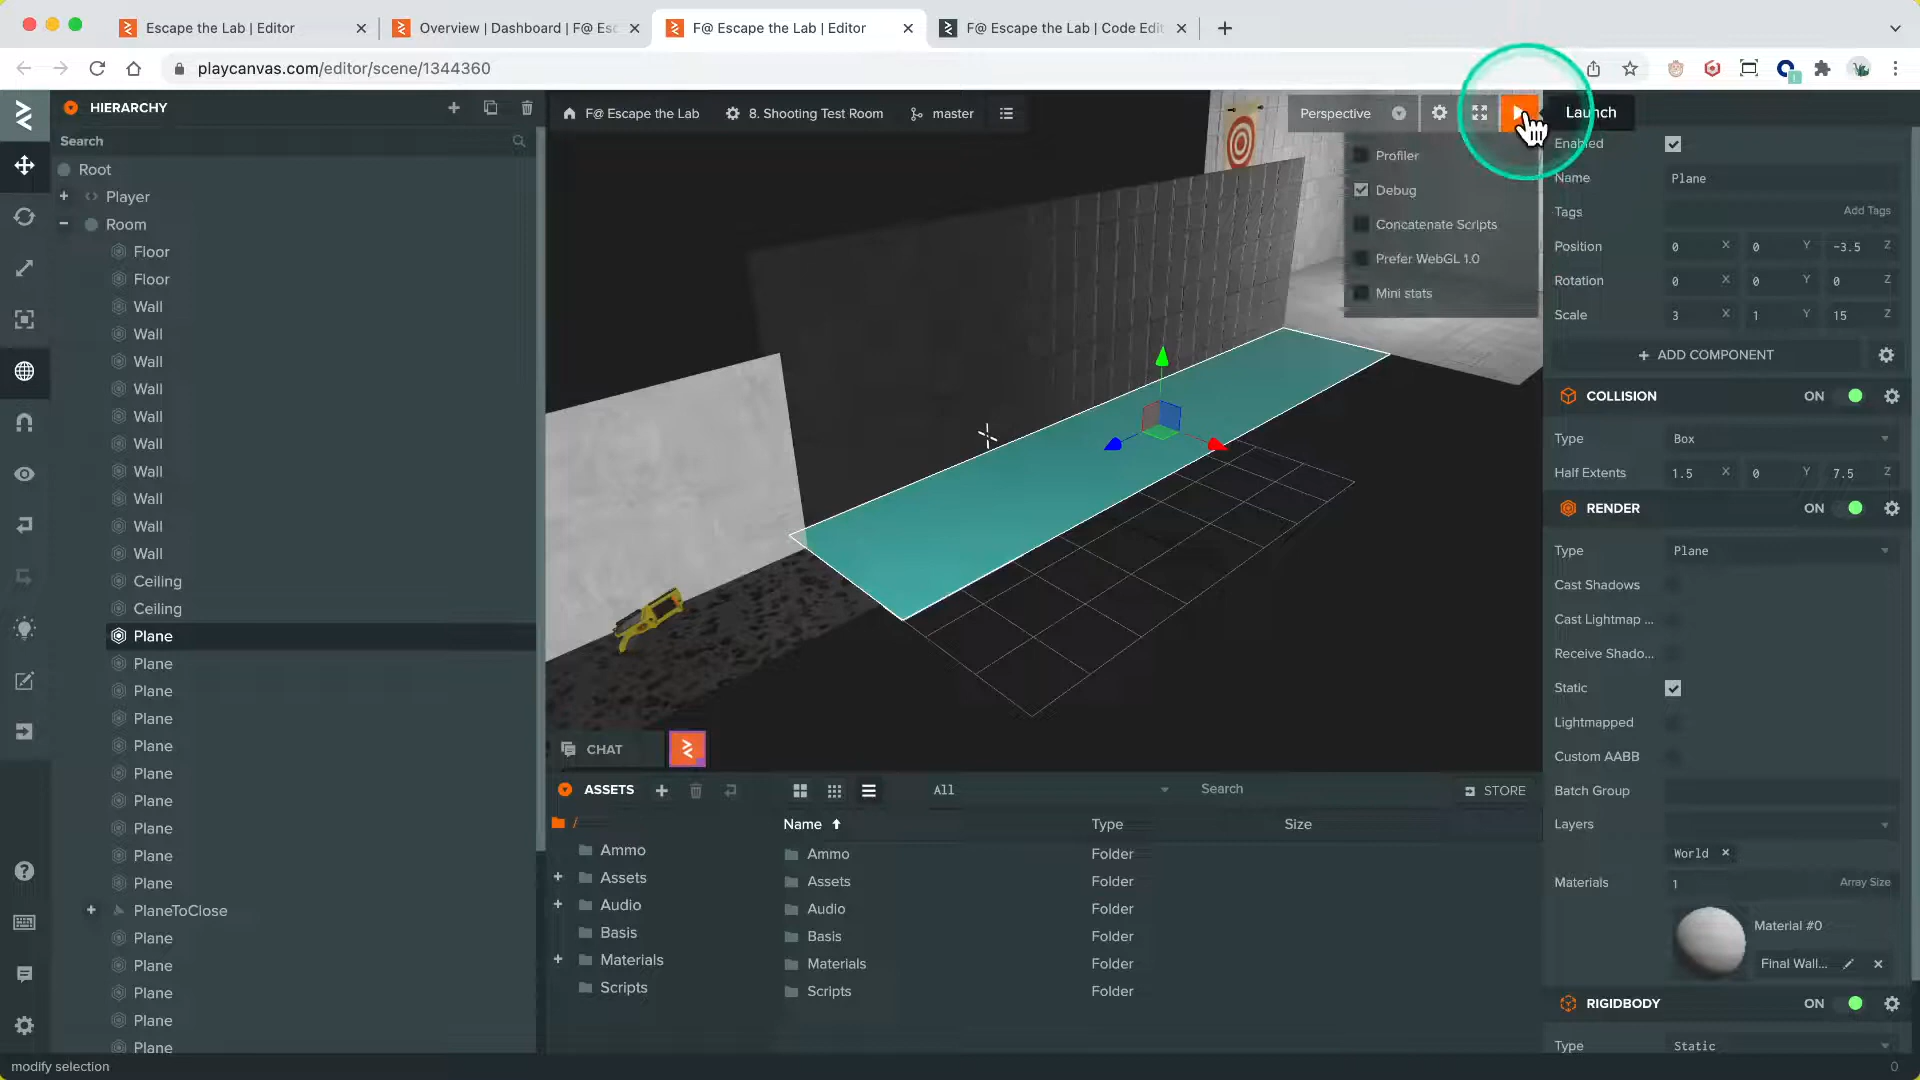 Escape the Lab | Editor
Overview | Dashboard | F@ Esc
F@ Escape the Lab | Editor
F@ Escape the Lab | Code Edit
playcanvas.com/editor/scene/1344360
HIERARCHY
Search
Root
Player
Room
Floor
Floor
Wall
Wall
Wall
Wall
Wall
Wall
Wall
Wall
Wall
Wall
Ceiling
Ceiling
Plane
Plane
Plane
Plane
Plane
Plane
Plane
Plane
Plane
Plane
PlaneToClose
Plane
Plane
Plane
Plane
Plane
modify selection
F@ Escape the Lab
8. Shooting Test Room
master
Perspective
Launch
Profiler
Debug
Concatenate Scripts
Prefer WebGL 1.0
Mini stats
CHAT
ASSETS
All
Search
STORE
/
Ammo
Assets
Audio
Basis
Materials
Scripts
Name Type Size
Ammo Folder
Assets Folder
Audio Folder
Basis Folder
Materials Folder
Scripts Folder
Enabled
Name Plane
Tags Add Tags
Position 0 X 0 Y -3.5 Z
Rotation 0 X 0 Y 0 Z
Scale 3 X 1 Y 15 Z
ADD COMPONENT
COLLISION ON
Type Box
Half Extents 1.5 X 0 Y 7.5 Z
RENDER ON
Type Plane
Cast Shadows
Cast Lightmap ...
Receive Shado...
Static
Lightmapped
Custom AABB
Batch Group
Layers
World
Materials 1 Array Size
Material #0
Final Wall...
RIGIDBODY ON
Type Static
0